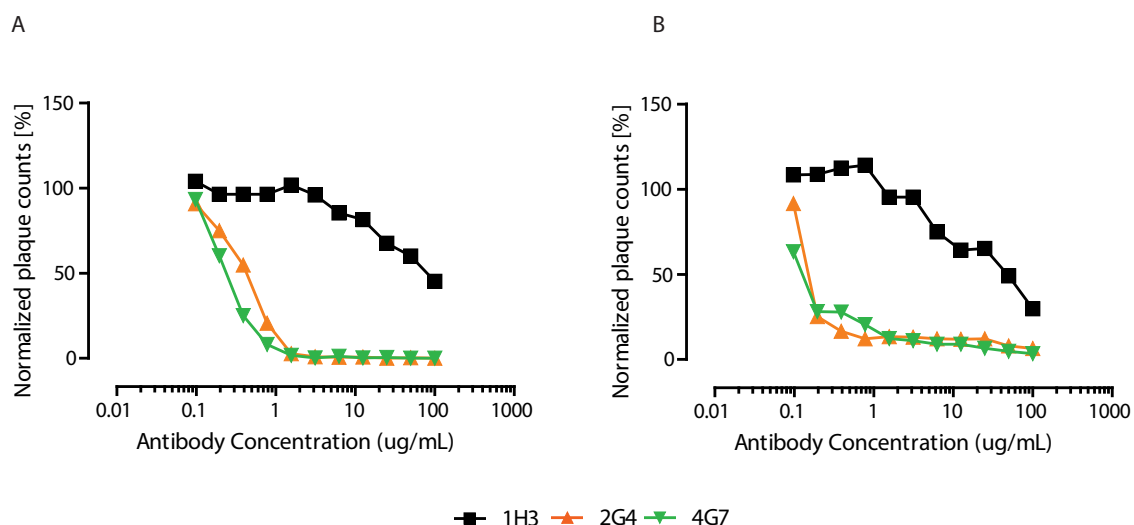 A
B
Normalized plaque counts [%]
150
100
50
0
0.01 0.1 1 10 100 1000
Antibody Concentration (ug/mL)
Normalized plaque counts [%]
150
100
50
0
0.01 0.1 1 10 100 1000
Antibody Concentration (ug/mL)
1H3 2G4 4G7